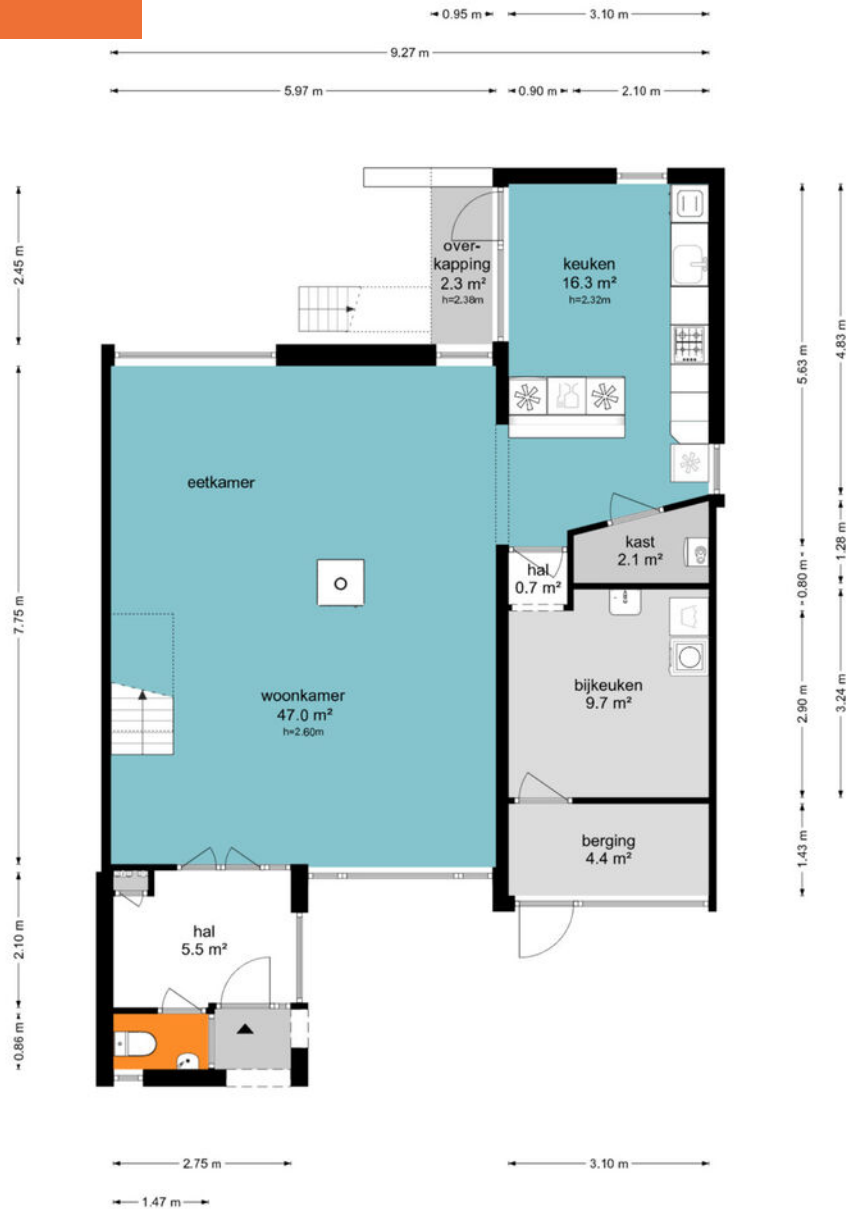 0.95 m
3.10 m
9.27 m
5.97 m
0.90 m
2.10 m
2.45 m
over-
kapping
2.3 m²
h=2.38m
keuken
16.3 m²
h=2.32m
5.63 m
4.83 m
eetkamer
7.75 m
kast
2.1 m²
1.28 m
hal
0.7 m²
0.80 m
woonkamer
47.0 m²
h=2.60m
bijkeuken
9.7 m²
2.90 m
3.24 m
berging
4.4 m²
1.43 m
hal
5.5 m²
2.10 m
0.86 m
2.75 m
3.10 m
1.47 m